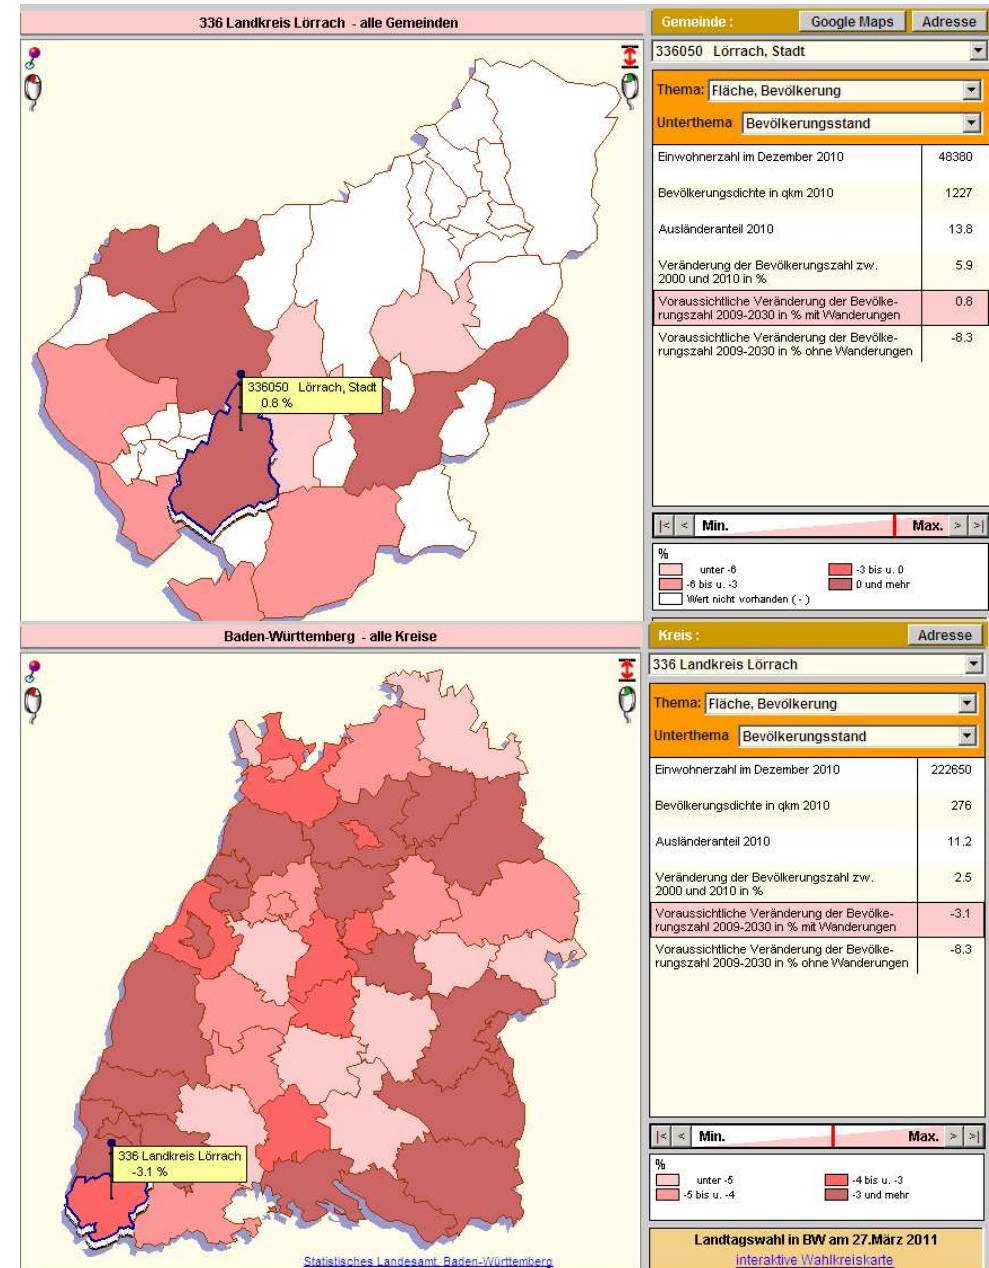 336 Landkreis Lörrach - alle Gemeinden
Gemeinde :
Google Maps
Adresse
336050 Lörrach, Stadt
Thema: Fläche, Bevölkerung
Unterthema Bevölkerungsstand
Einwohnerzahl im Dezember 2010 48380
Bevölkerungsdichte in qkm 2010 1227
Ausländeranteil 2010 13.8
Veränderung der Bevölkerungszahl zw. 5.9
2000 und 2010 in %
Voraussichtliche Veränderung der Bevölke- 0.8
rungszahl 2009-2030 in % mit Wanderungen
Voraussichtliche Veränderung der Bevölke- -8.3
rungszahl 2009-2030 in % ohne Wanderungen
336050 Lörrach, Stadt
0.8 %
|< < Min. Max. > >|
%
unter -6 -3 bis u. 0
-6 bis u. -3 0 und mehr
Wert nicht vorhanden ( - )
Baden-Württemberg - alle Kreise
Kreis :
Adresse
336 Landkreis Lörrach
Thema: Fläche, Bevölkerung
Unterthema Bevölkerungsstand
Einwohnerzahl im Dezember 2010 222650
Bevölkerungsdichte in qkm 2010 276
Ausländeranteil 2010 11.2
Veränderung der Bevölkerungszahl zw. 2.5
2000 und 2010 in %
Voraussichtliche Veränderung der Bevölke- -3.1
rungszahl 2009-2030 in % mit Wanderungen
Voraussichtliche Veränderung der Bevölke- -8.3
rungszahl 2009-2030 in % ohne Wanderungen
336 Landkreis Lörrach
-3.1 %
|< < Min. Max. > >|
%
unter -5 -4 bis u. -3
-5 bis u. -4 -3 und mehr
Landtagswahl in BW am 27.März 2011
interaktive Wahlkreiskarte
Statistisches Landesamt, Baden-Württemberg